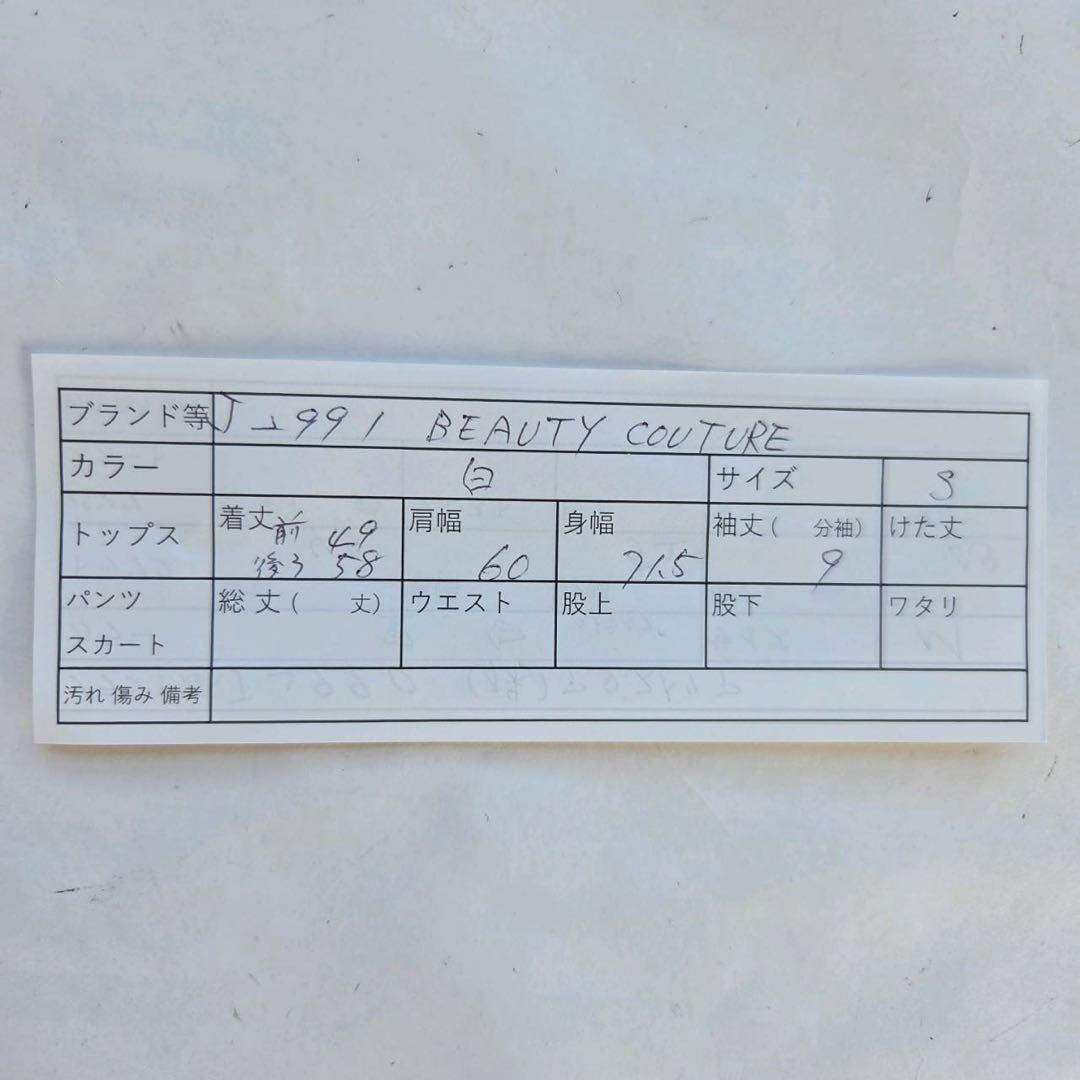 ブランド等 J⊥991 BEAUTY COUTURE
カラー 白 サイズ S
トップス 着丈 前 49 後ろ 58 肩幅 60 身幅 71.5 袖丈( 分袖) 9 けた丈
パンツ スカート 総丈( 丈) ウエスト 股上 股下 ワタリ
汚れ 傷み 備考